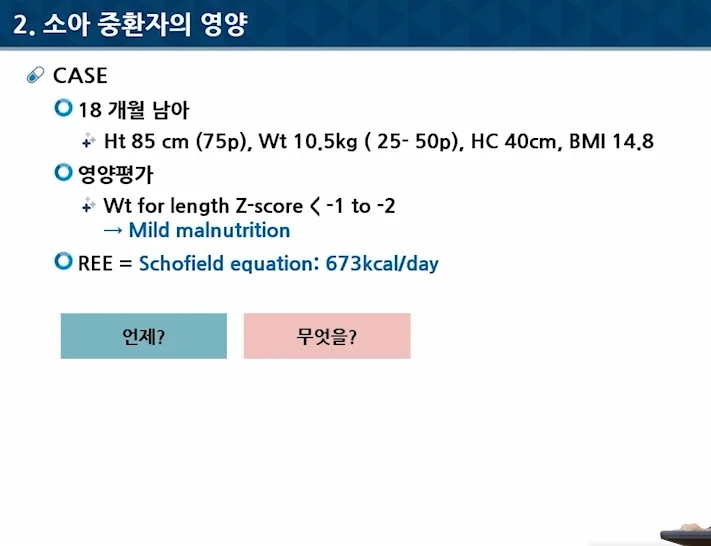 2. 소아 중환자의 영양
CASE
18 개월 남아
Ht 85 cm (75p), Wt 10.5kg ( 25- 50p), HC 40cm, BMI 14.8
영양평가
Wt for length Z-score < -1 to -2
→ Mild malnutrition
REE = Schofield equation: 673kcal/day
언제?
무엇을?